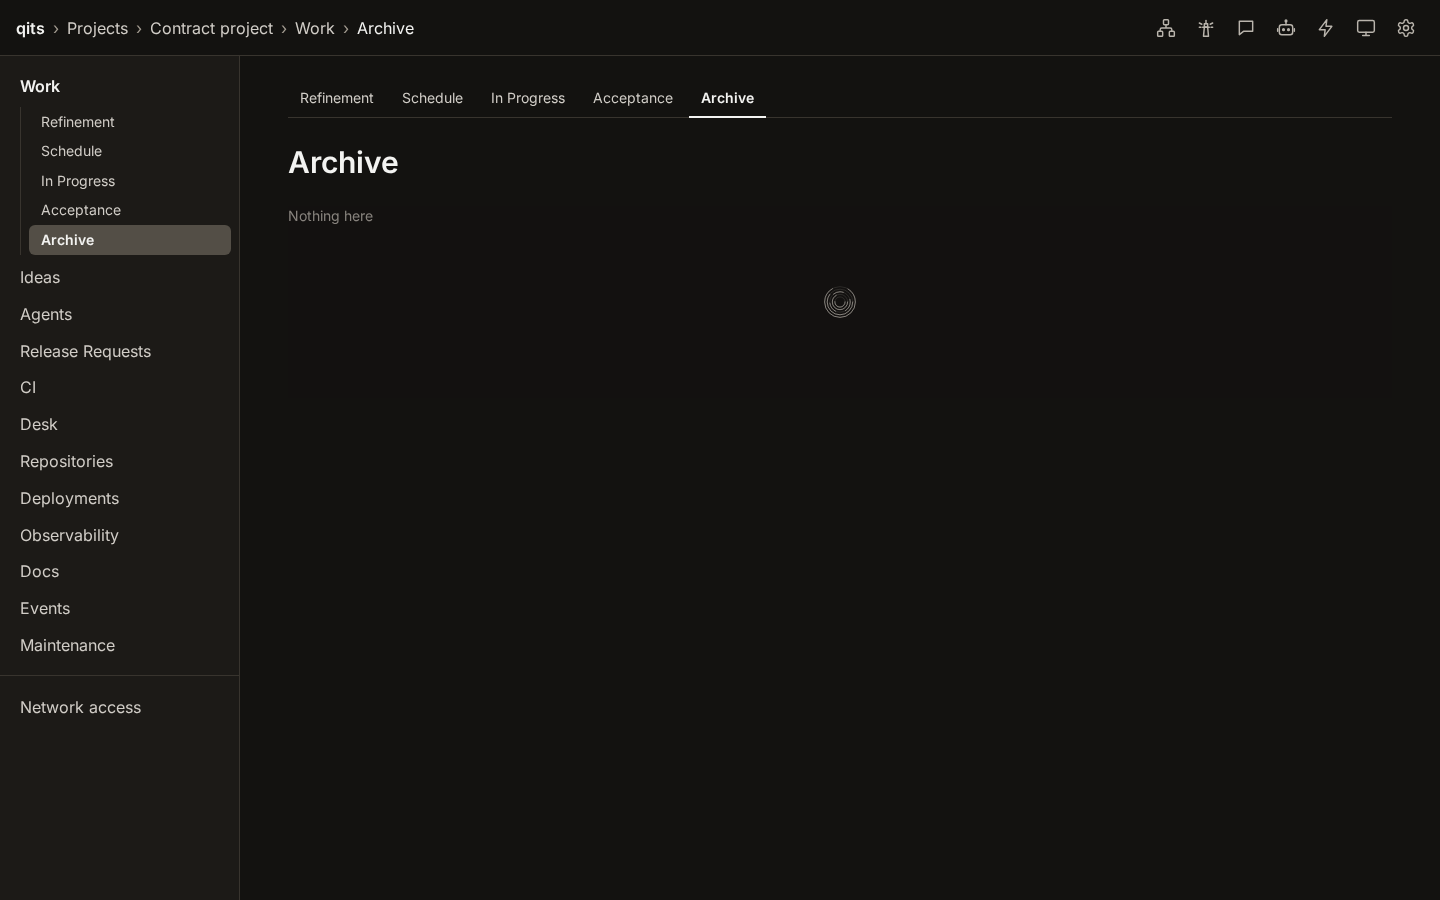 qits › Projects › Contract project › Work › Archive
Work
Refinement
Schedule
In Progress
Acceptance
Archive
Ideas
Agents
Release Requests
CI
Desk
Repositories
Deployments
Observability
Docs
Events
Maintenance
Network access
Refinement Schedule In Progress Acceptance Archive
Archive
Nothing here